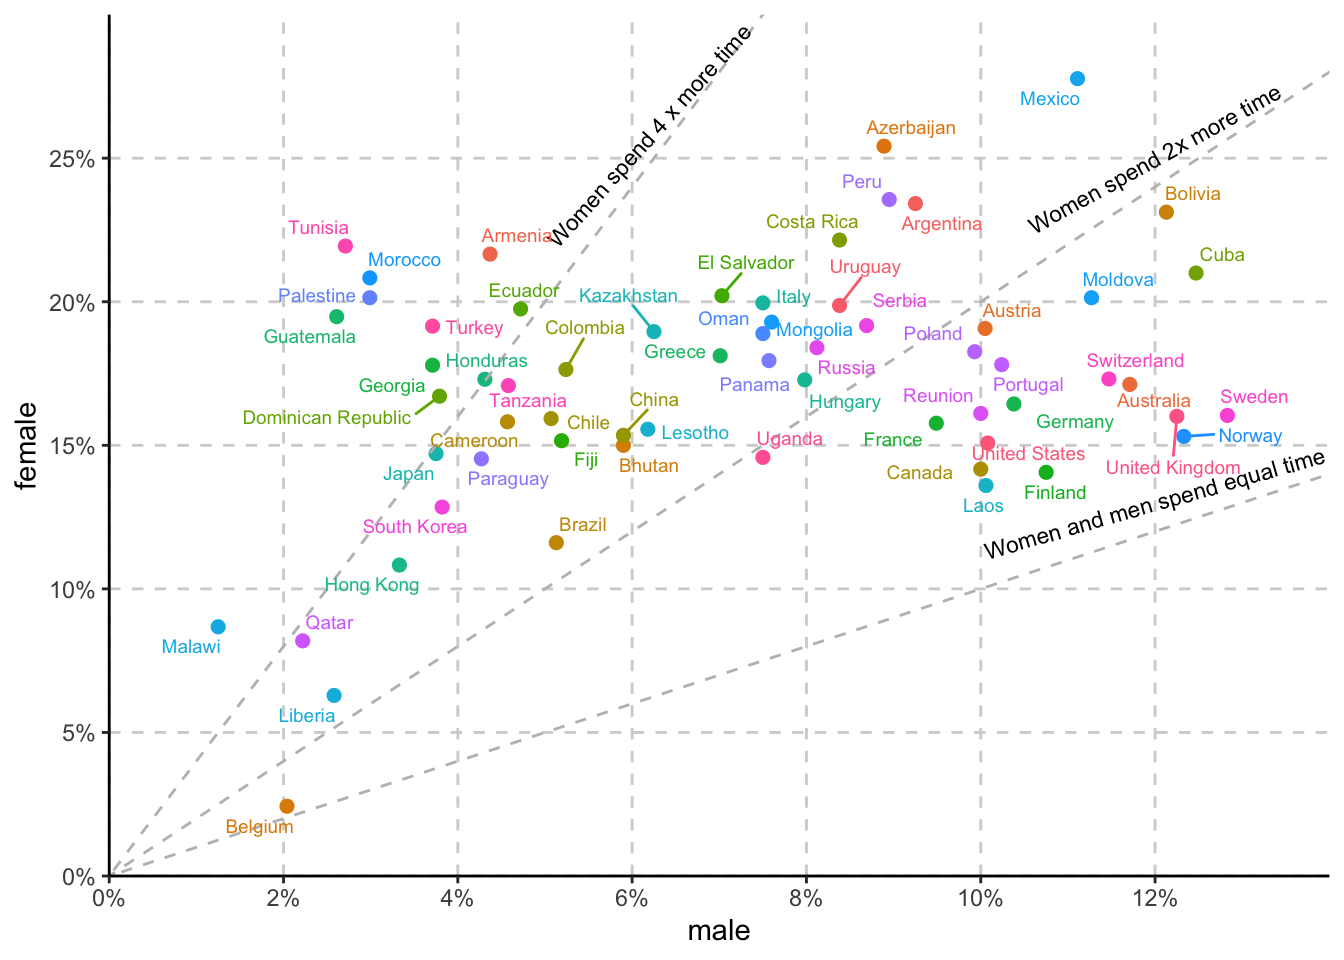 Women spend 4 x more time
Mexico
Women spend 2x more time
Azerbaijan
25%
Peru
Bolivia
Tunisia
Costa Rica
Argentina
Armenia
Cuba
Morocco
El Salvador
Uruguay
Moldova
Palestine
Ecuador
Kazakhstan
Italy
Serbia
20%
Austria
Guatemala
Turkey
Colombia
Oman
Mongolia
Poland
Honduras
Greece
Russia
Switzerland
Georgia
Panama
Portugal
Dominican Republic
Tanzania
China
Hungary
Reunion
Australia
Sweden
female
15%
Cameroon
Chile
Lesotho
Uganda
France
Germany
Norway
Japan
Fiji
Bhutan
United States
United Kingdom
Paraguay
Canada
Finland
Women and men spend equal time
Laos
South Korea
Brazil
Hong Kong
10%
Qatar
Malawi
Liberia
5%
Belgium
0%
0%
2%
4%
6%
8%
10%
12%
male